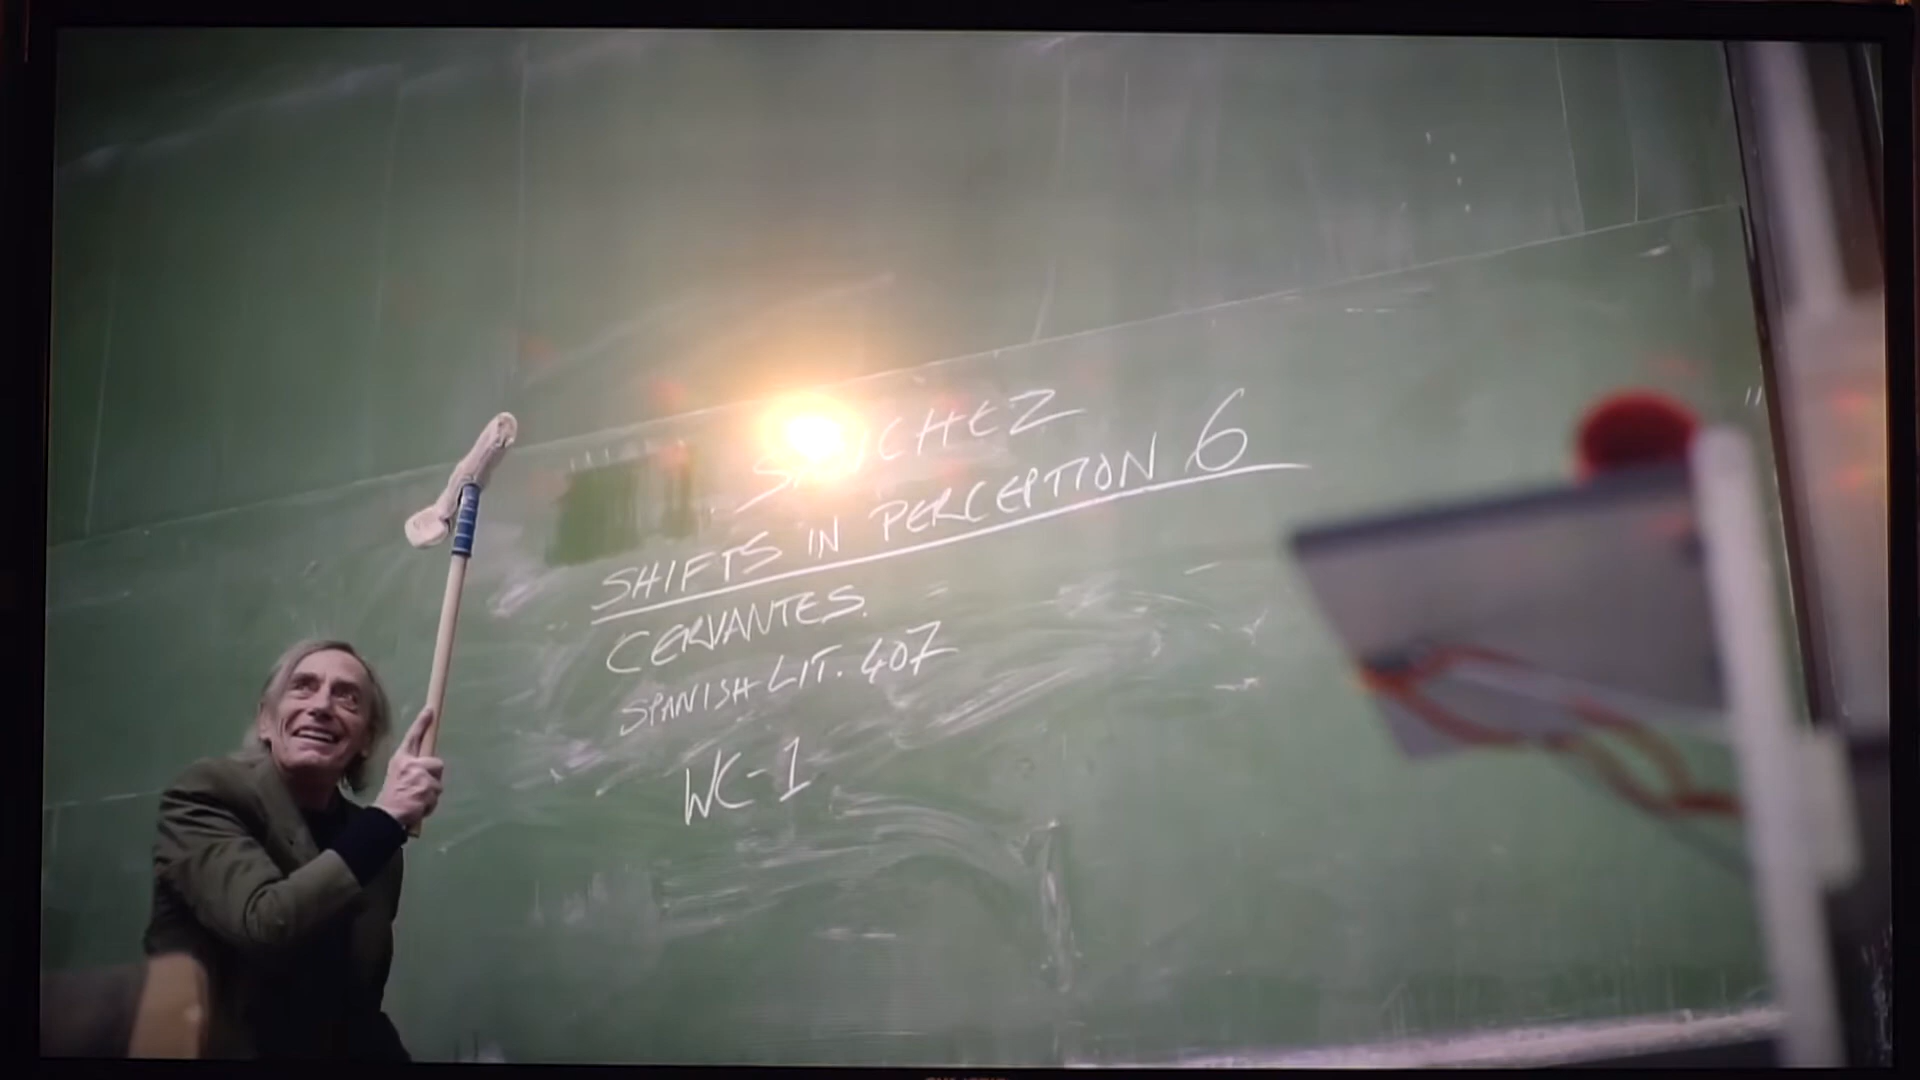 SHIFTS IN PERCEPTION 6
CERVANTES.
SPANISH LIT. 407
WC-1